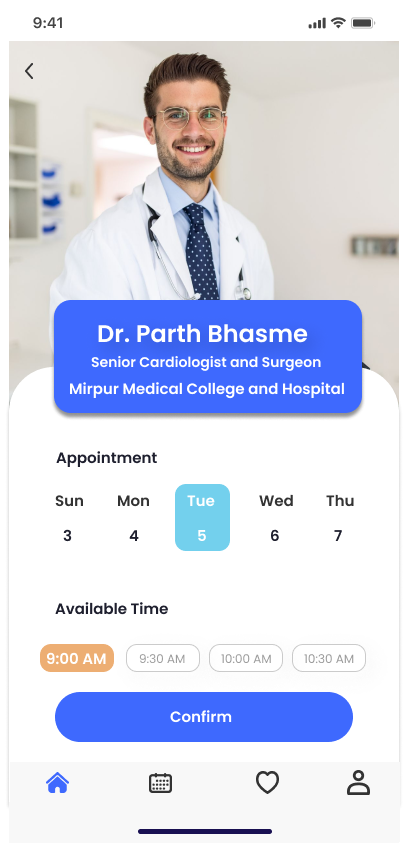 9:41
Dr. Parth Bhasme
Senior Cardiologist and Surgeon
Mirpur Medical College and Hospital
Appointment
Sun Mon Tue Wed Thu
3 4 5 6 7
Available Time
9:00 AM 9:30 AM 10:00 AM 10:30 AM
Confirm